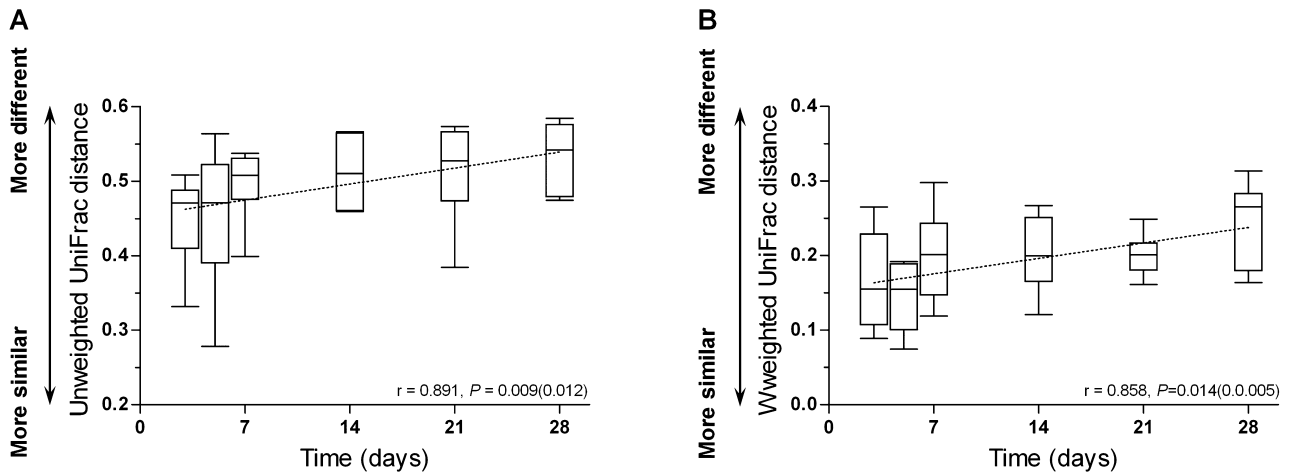 A
More different
More similar
Unweighted UniFrac distance
0.6
0.5
0.4
0.3
0.2
r = 0.891, P = 0.009(0.012)
0 7 14 21 28
Time (days)
B
More different
More similar
Wweighted UniFrac distance
0.4
0.3
0.2
0.1
0.0
r = 0.858, P=0.014(0.0.005)
0 7 14 21 28
Time (days)